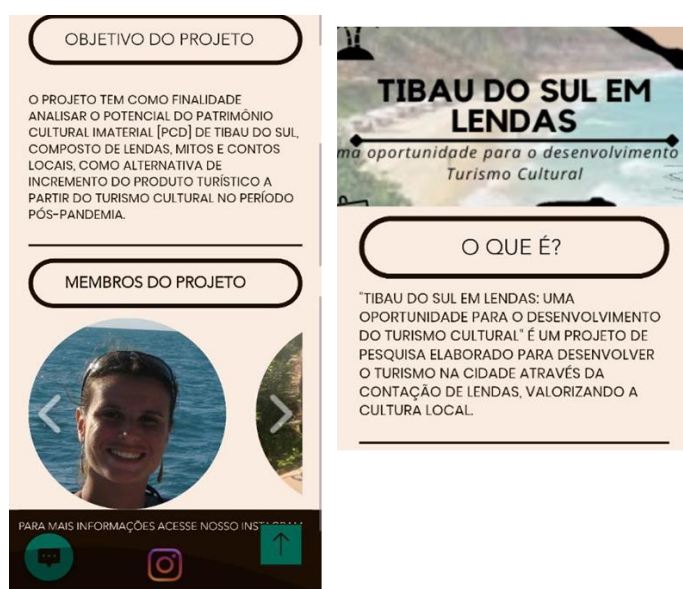 OBJETIVO DO PROJETO
O PROJETO TEM COMO FINALIDADE
ANALISAR O POTENCIAL DO PATRIMÔNIO
CULTURAL IMATERIAL [PCD] DE TIBAU DO SUL,
COMPOSTO DE LENDAS, MITOS E CONTOS
LOCAIS, COMO ALTERNATIVA DE
INCREMENTO DO PRODUTO TURÍSTICO A
PARTIR DO TURISMO CULTURAL NO PERÍODO
PÓS-PANDEMIA.
MEMBROS DO PROJETO
PARA MAIS INFORMAÇÕES ACESSE NOSSO INSTAGRAM
TIBAU DO SUL EM
LENDAS
ma oportunidade para o desenvolvimento
Turismo Cultural
O QUE É?
"TIBAU DO SUL EM LENDAS: UMA
OPORTUNIDADE PARA O DESENVOLVIMENTO
DO TURISMO CULTURAL" É UM PROJETO DE
PESQUISA ELABORADO PARA DESENVOLVER
O TURISMO NA CIDADE ATRAVÉS DA
CONTAÇÃO DE LENDAS, VALORIZANDO A
CULTURA LOCAL.